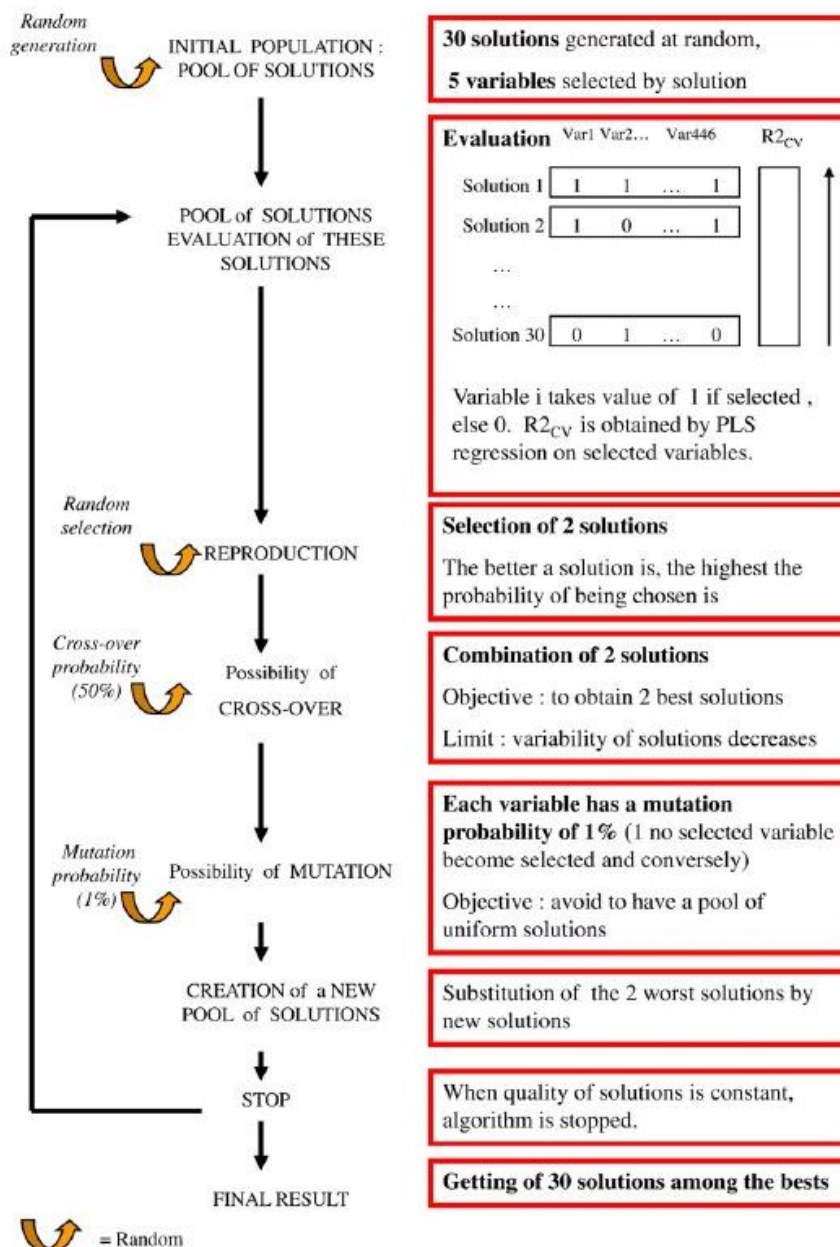 Random
generation
INITIAL POPULATION :
POOL OF SOLUTIONS
30 solutions generated at random,
5 variables selected by solution
Evaluation Var1 Var2... Var446 R2CV
Solution 1 1 1 ... 1
Solution 2 1 0 ... 1
...
...
Solution 30 0 1 ... 0
Variable i takes value of 1 if selected ,
else 0. R2CV is obtained by PLS
regression on selected variables.
POOL of SOLUTIONS
EVALUATION of THESE
SOLUTIONS
Random
selection
REPRODUCTION
Selection of 2 solutions
The better a solution is, the highest the
probability of being chosen is
Cross-over
probability
(50%)
Possibility of
CROSS-OVER
Combination of 2 solutions
Objective : to obtain 2 best solutions
Limit : variability of solutions decreases
Mutation
probability
(1%)
Possibility of MUTATION
Each variable has a mutation
probability of 1% (1 no selected variable
become selected and conversely)
Objective : avoid to have a pool of
uniform solutions
CREATION of a NEW
POOL of SOLUTIONS
Substitution of the 2 worst solutions by
new solutions
STOP
When quality of solutions is constant,
algorithm is stopped.
FINAL RESULT
Getting of 30 solutions among the bests
= Random